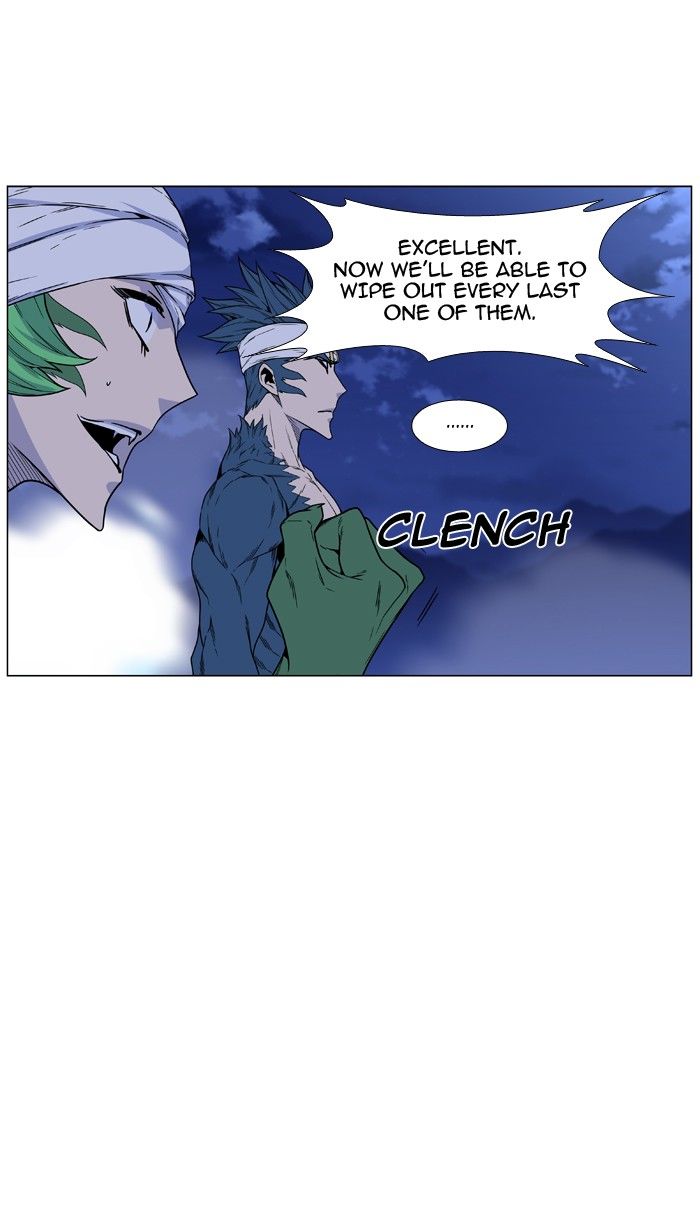 EXCELLENT.
NOW WE'LL BE ABLE TO
WIPE OUT EVERY LAST
ONE OF THEM.
......
CLENCH